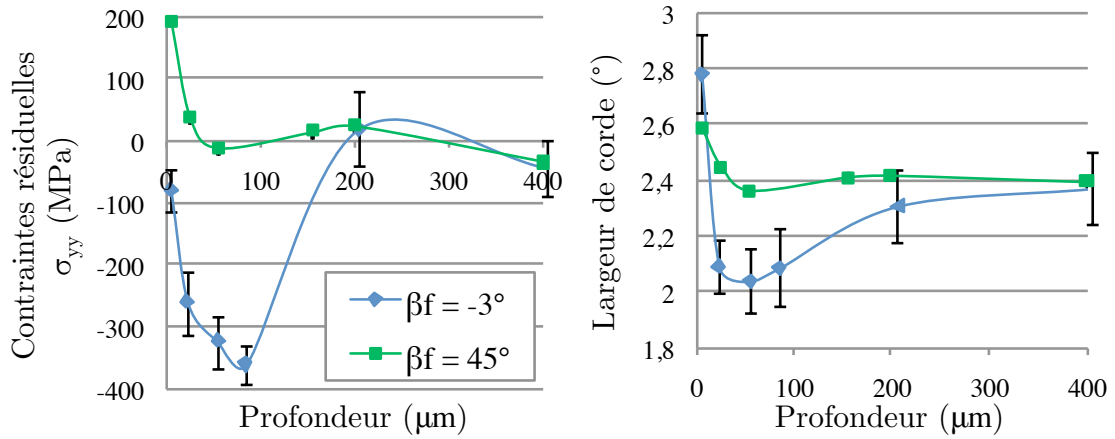 Contraintes résiduelles
σyy (MPa)
200
100
0
-100
-200
-300
-400
0 100 200 300 400
βf = -3°
βf = 45°
Profondeur (µm)
Largeur de corde (°)
3
2,8
2,6
2,4
2,2
2
1,8
0 100 200 300 400
Profondeur (µm)